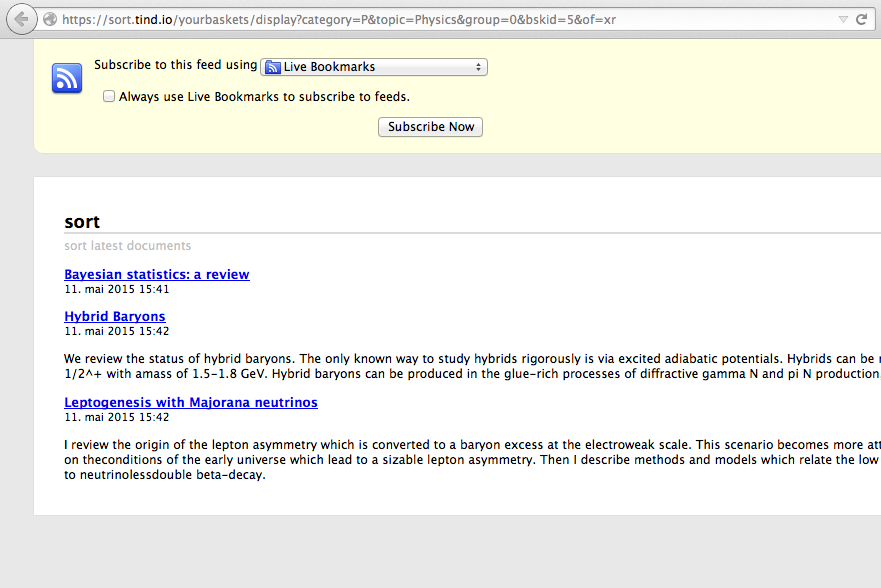 https://sort.tind.io/yourbaskets/display?category=P&topic=Physics&group=0&bskid=5&of=xr
Subscribe to this feed using Live Bookmarks
Always use Live Bookmarks to subscribe to feeds.
Subscribe Now
sort
sort latest documents
Bayesian statistics: a review
11. mai 2015 15:41
Hybrid Baryons
11. mai 2015 15:42
We review the status of hybrid baryons. The only known way to study hybrids rigorously is via excited adiabatic potentials. Hybrids can be
1/2^+ with amass of 1.5-1.8 GeV. Hybrid baryons can be produced in the glue-rich processes of diffractive gamma N and pi N production
Leptogenesis with Majorana neutrinos
11. mai 2015 15:42
I review the origin of the lepton asymmetry which is converted to a baryon excess at the electroweak scale. This scenario becomes more
on theconditions of the early universe which lead to a sizable lepton asymmetry. Then I describe methods and models which relate the low
to neutrinolessdouble beta-decay.